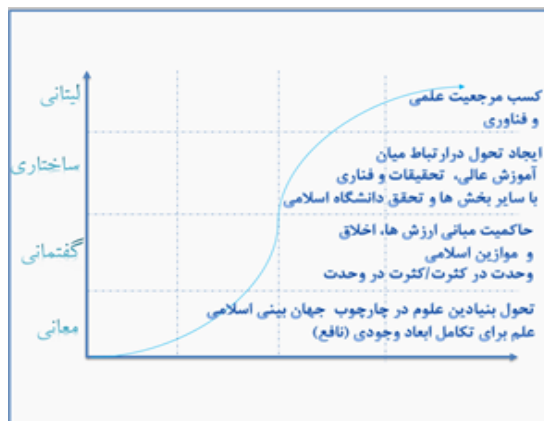 لیتانی
کسب مرجعیت علمی
و فناوری
ساختاری
ایجاد تحول درارتباط میان
آموزش عالی، تحقیقات و فناری
با سایر بخش ها و تحقق دانشگاه اسلامی
گفتمانی
حاکمیت مبانی ارزش ها، اخلاق
و موازین اسلامی
وحدت در کثرت/کثرت در وحدت
معانی
تحول بنیادین علوم در چارچوب جهان بینی اسلامی
علم برای تکامل ابعاد وجودی (نافع)